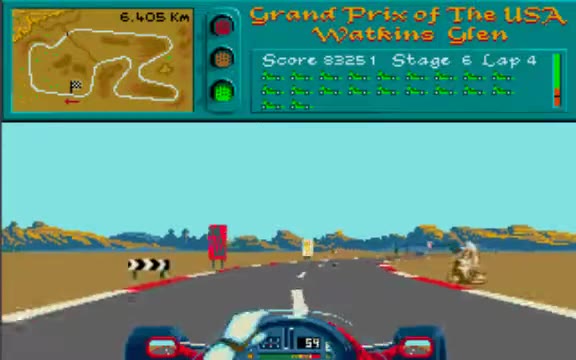 6.405 Km
Grand Prix of The USA
Watkins Glen
Score 83251 Stage 6 Lap 4
54